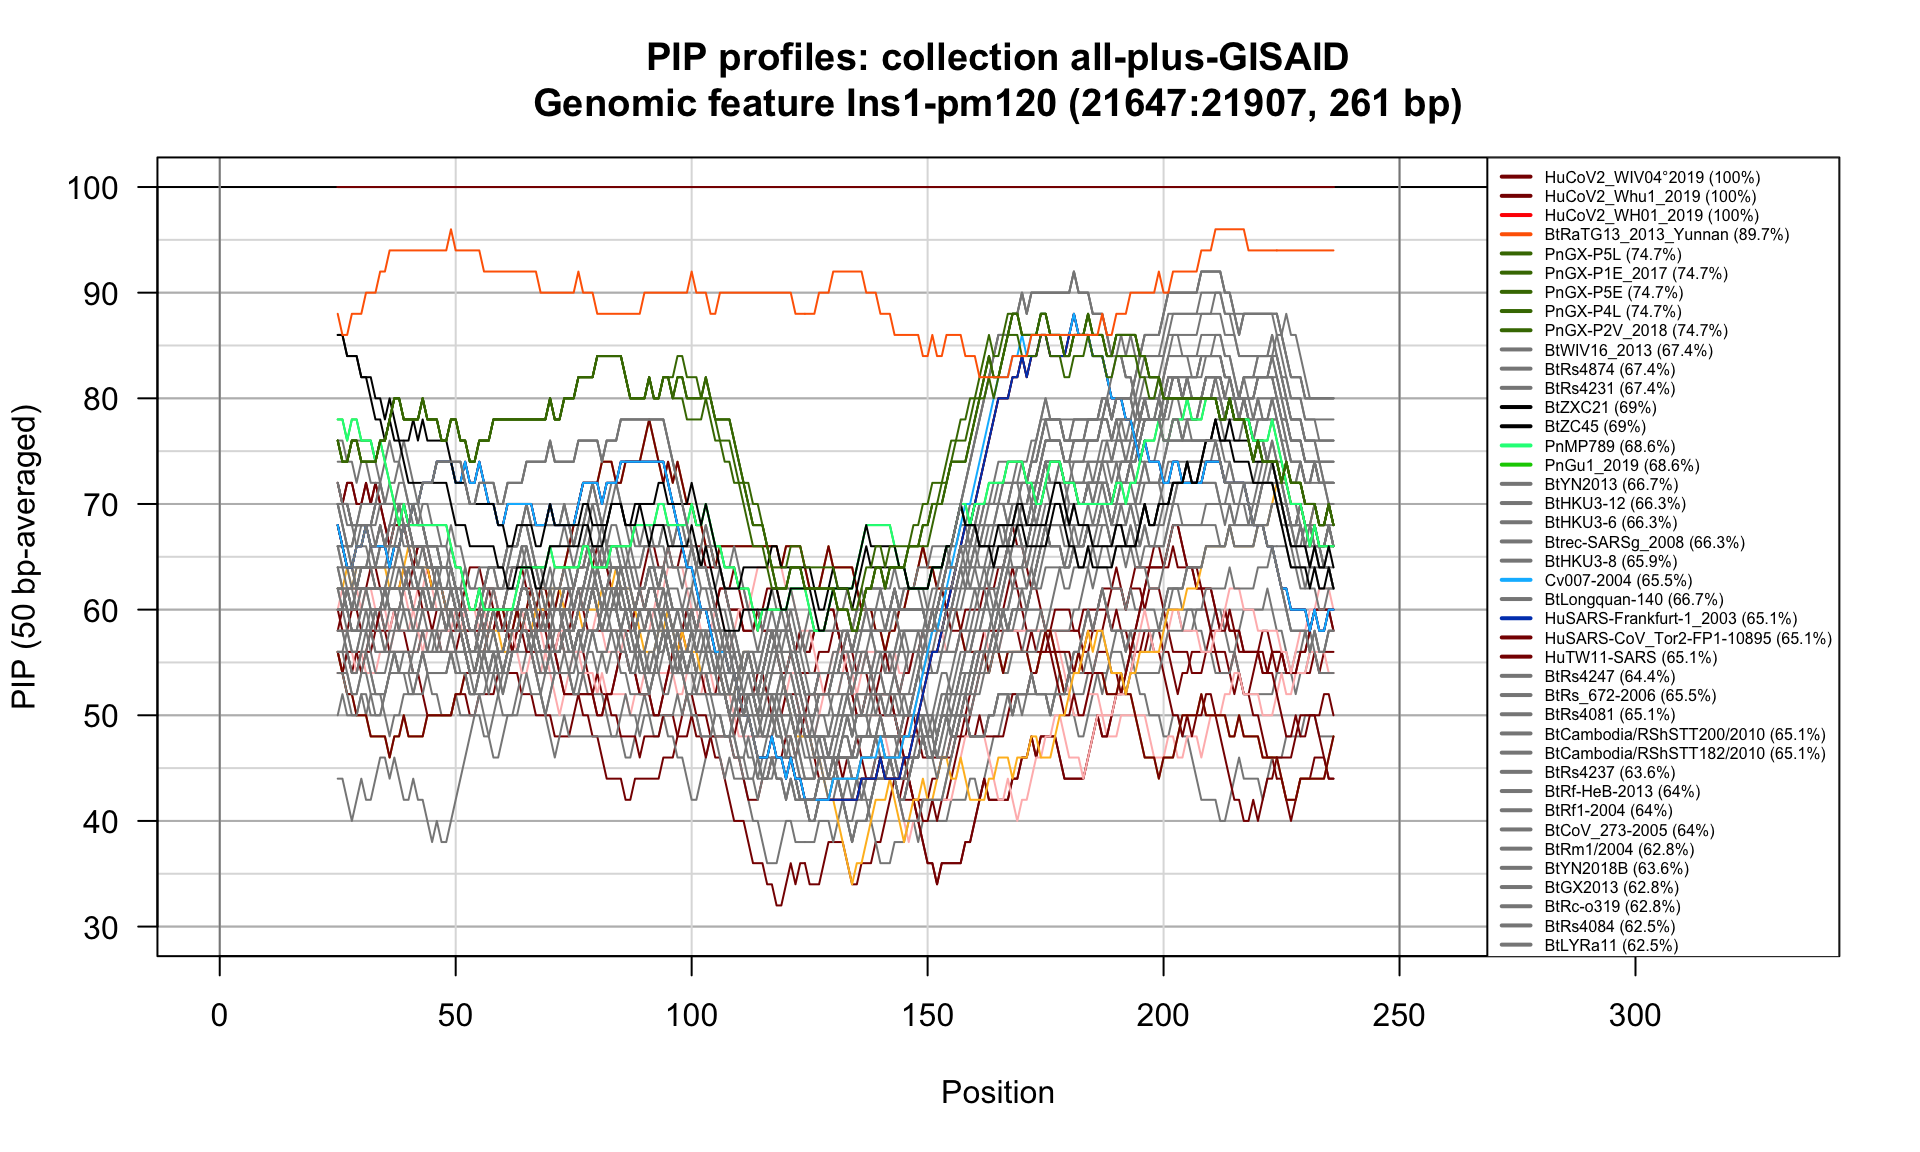 PIP profiles: collection all-plus-GISAID
Genomic feature Ins1-pm120 (21647:21907, 261 bp)
PIP (50 bp-averaged)
100
90
80
70
60
50
40
30
0
50
100
150
200
250
300
Position
HuCoV2_WIV04°2019 (100%)
HuCoV2_Whu1_2019 (100%)
HuCoV2_WH01_2019 (100%)
BtRaTG13_2013_Yunnan (89.7%)
PnGX-P5L (74.7%)
PnGX-P1E_2017 (74.7%)
PnGX-P5E (74.7%)
PnGX-P4L (74.7%)
PnGX-P2V_2018 (74.7%)
BtWIV16_2013 (67.4%)
BtRs4874 (67.4%)
BtRs4231 (67.4%)
BtZXC21 (69%)
BtZC45 (69%)
PnMP789 (68.6%)
PnGu1_2019 (68.6%)
BtYN2013 (66.7%)
BtHKU3-12 (66.3%)
BtHKU3-6 (66.3%)
Btrec-SARSg_2008 (66.3%)
BtHKU3-8 (65.9%)
Cv007-2004 (65.5%)
BtLongquan-140 (66.7%)
HuSARS-Frankfurt-1_2003 (65.1%)
HuSARS-CoV_Tor2-FP1-10895 (65.1%)
HuTW11-SARS (65.1%)
BtRs4247 (64.4%)
BtRs_672-2006 (65.5%)
BtRs4081 (65.1%)
BtCambodia/RShSTT200/2010 (65.1%)
BtCambodia/RShSTT182/2010 (65.1%)
BtRs4237 (63.6%)
BtRf-HeB-2013 (64%)
BtRf1-2004 (64%)
BtCoV_273-2005 (64%)
BtRm1/2004 (62.8%)
BtYN2018B (63.6%)
BtGX2013 (62.8%)
BtRc-o319 (62.8%)
BtRs4084 (62.5%)
BtLYRa11 (62.5%)